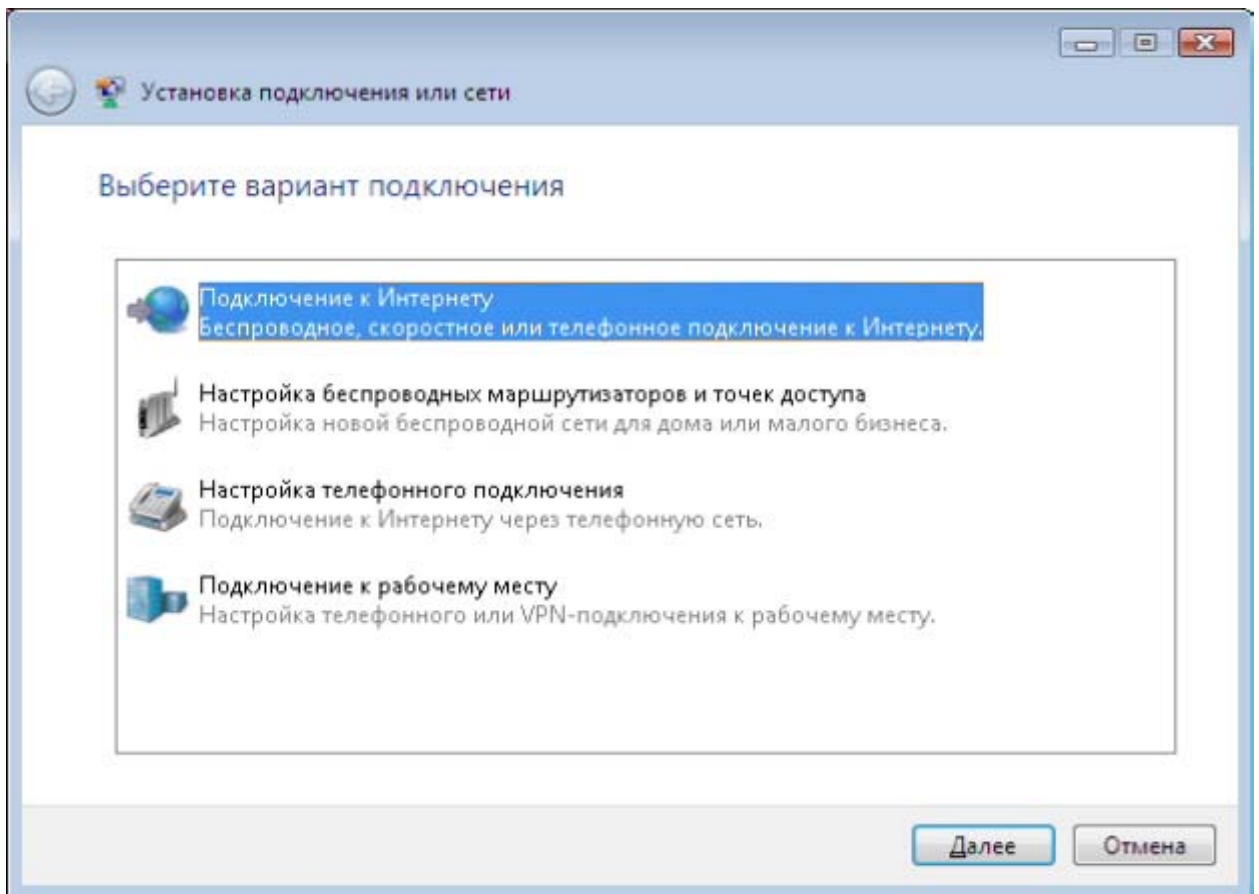 Установка подключения или сети
Выберите вариант подключения
Подключение к Интернету
Беспроводное, скоростное или телефонное подключение к Интернету.
Настройка беспроводных маршрутизаторов и точек доступа
Настройка новой беспроводной сети для дома или малого бизнеса.
Настройка телефонного подключения
Подключение к Интернету через телефонную сеть.
Подключение к рабочему месту
Настройка телефонного или VPN-подключения к рабочему месту.
Далее
Отмена